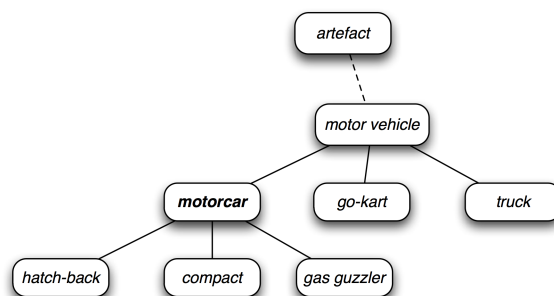 artefact
motor vehicle
motorcar
go-kart
truck
hatch-back
compact
gas guzzler